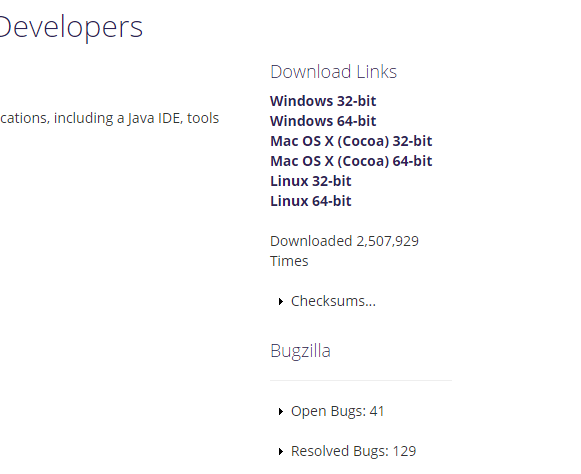 Developers
cations, including a Java IDE, tools
Download Links
Windows 32-bit
Windows 64-bit
Mac OS X (Cocoa) 32-bit
Mac OS X (Cocoa) 64-bit
Linux 32-bit
Linux 64-bit
Downloaded 2,507,929
Times
Checksums...
Bugzilla
Open Bugs: 41
Resolved Bugs: 129